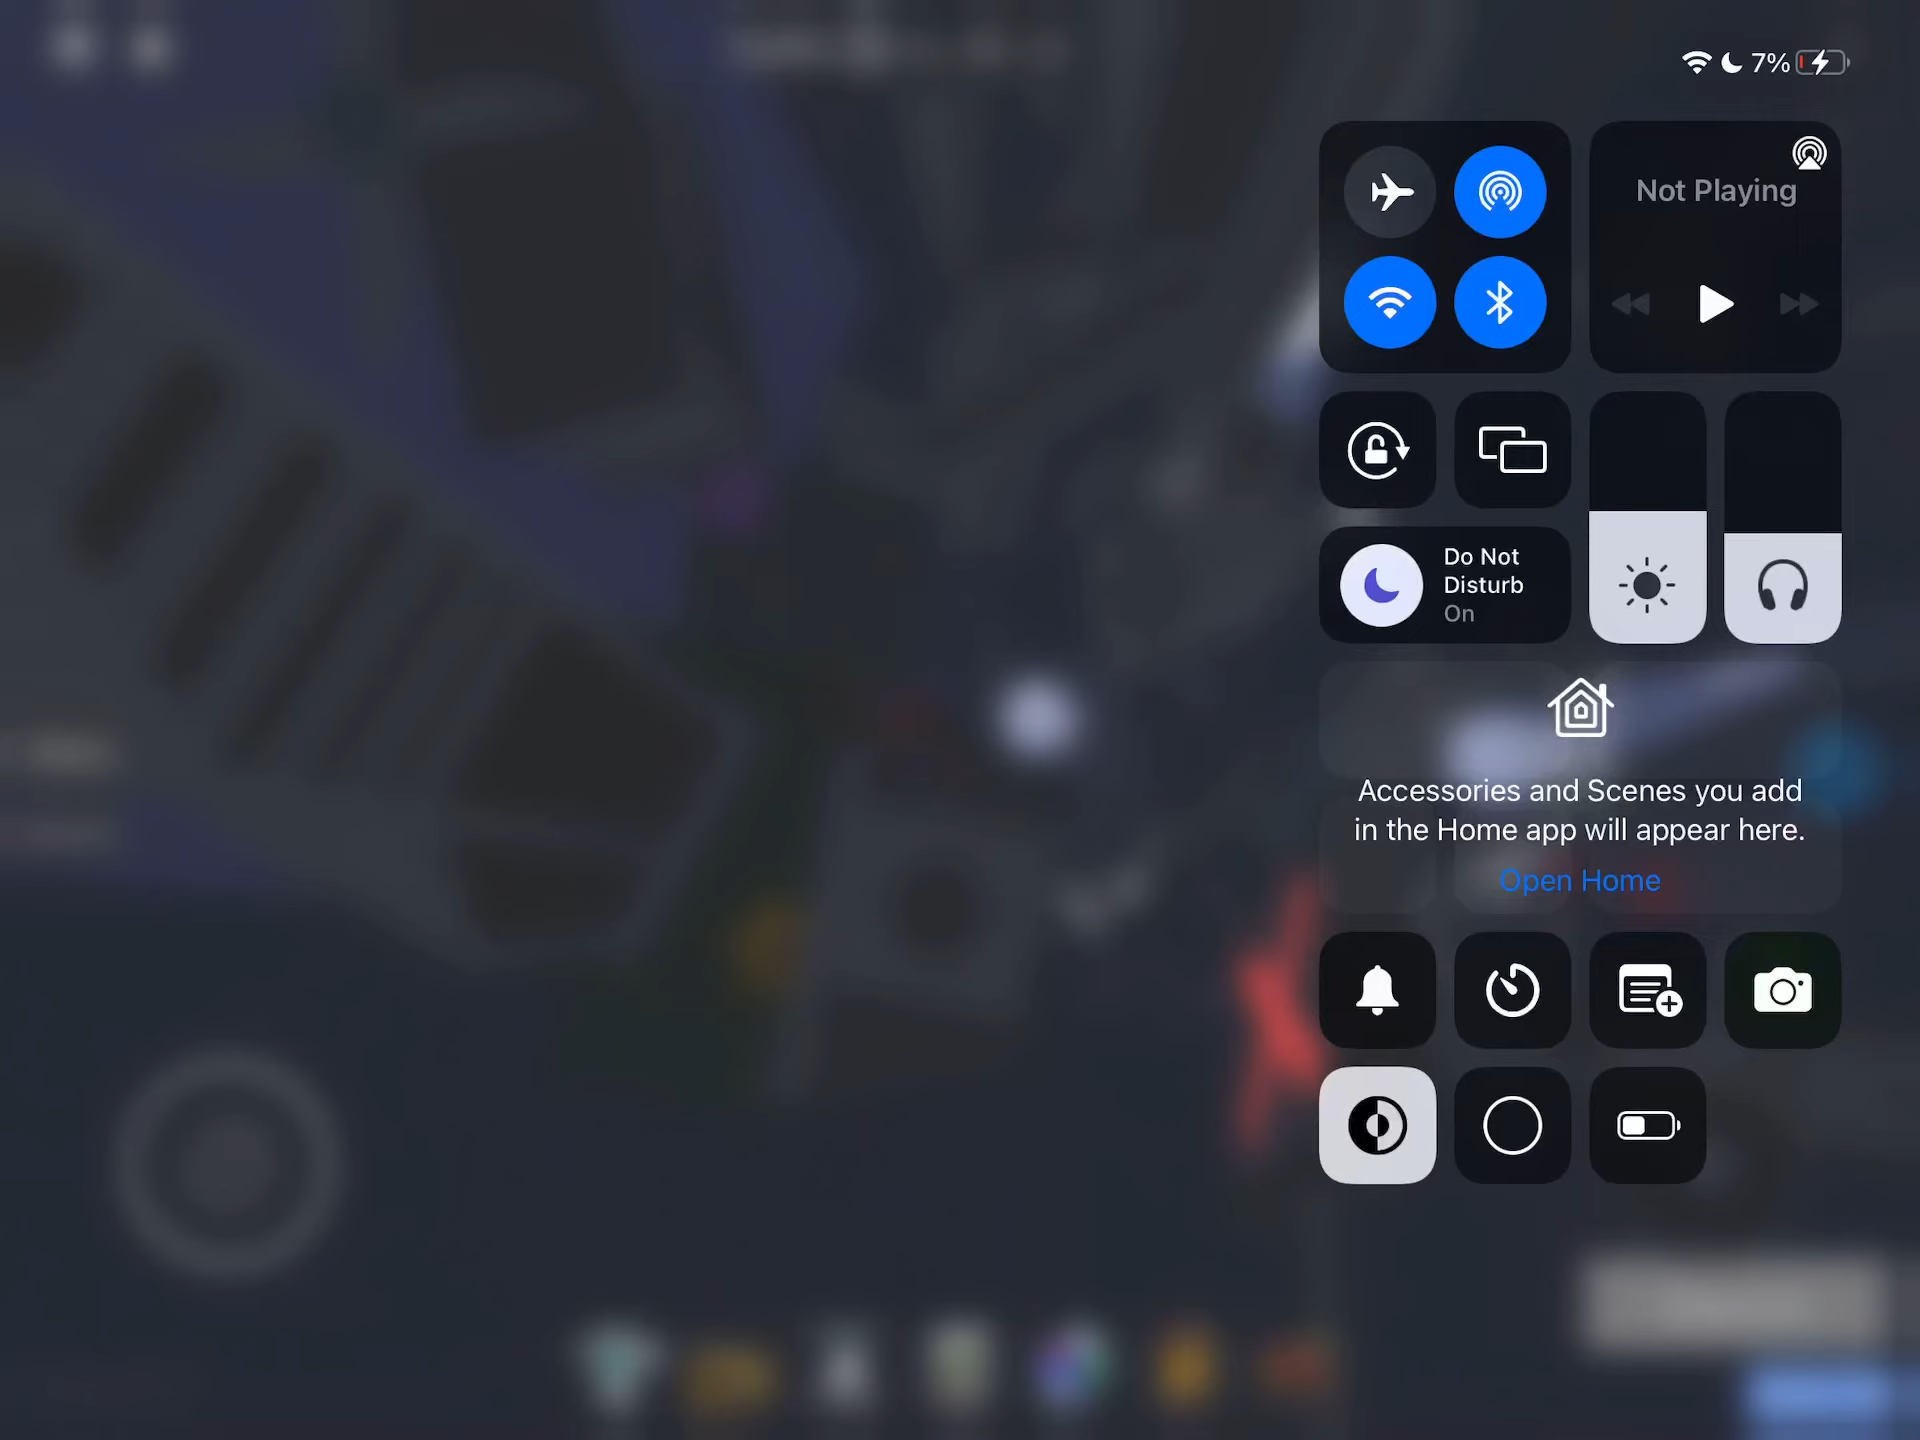 7%
Not Playing
Do Not
Disturb
On
Accessories and Scenes you add
in the Home app will appear here.
Open Home